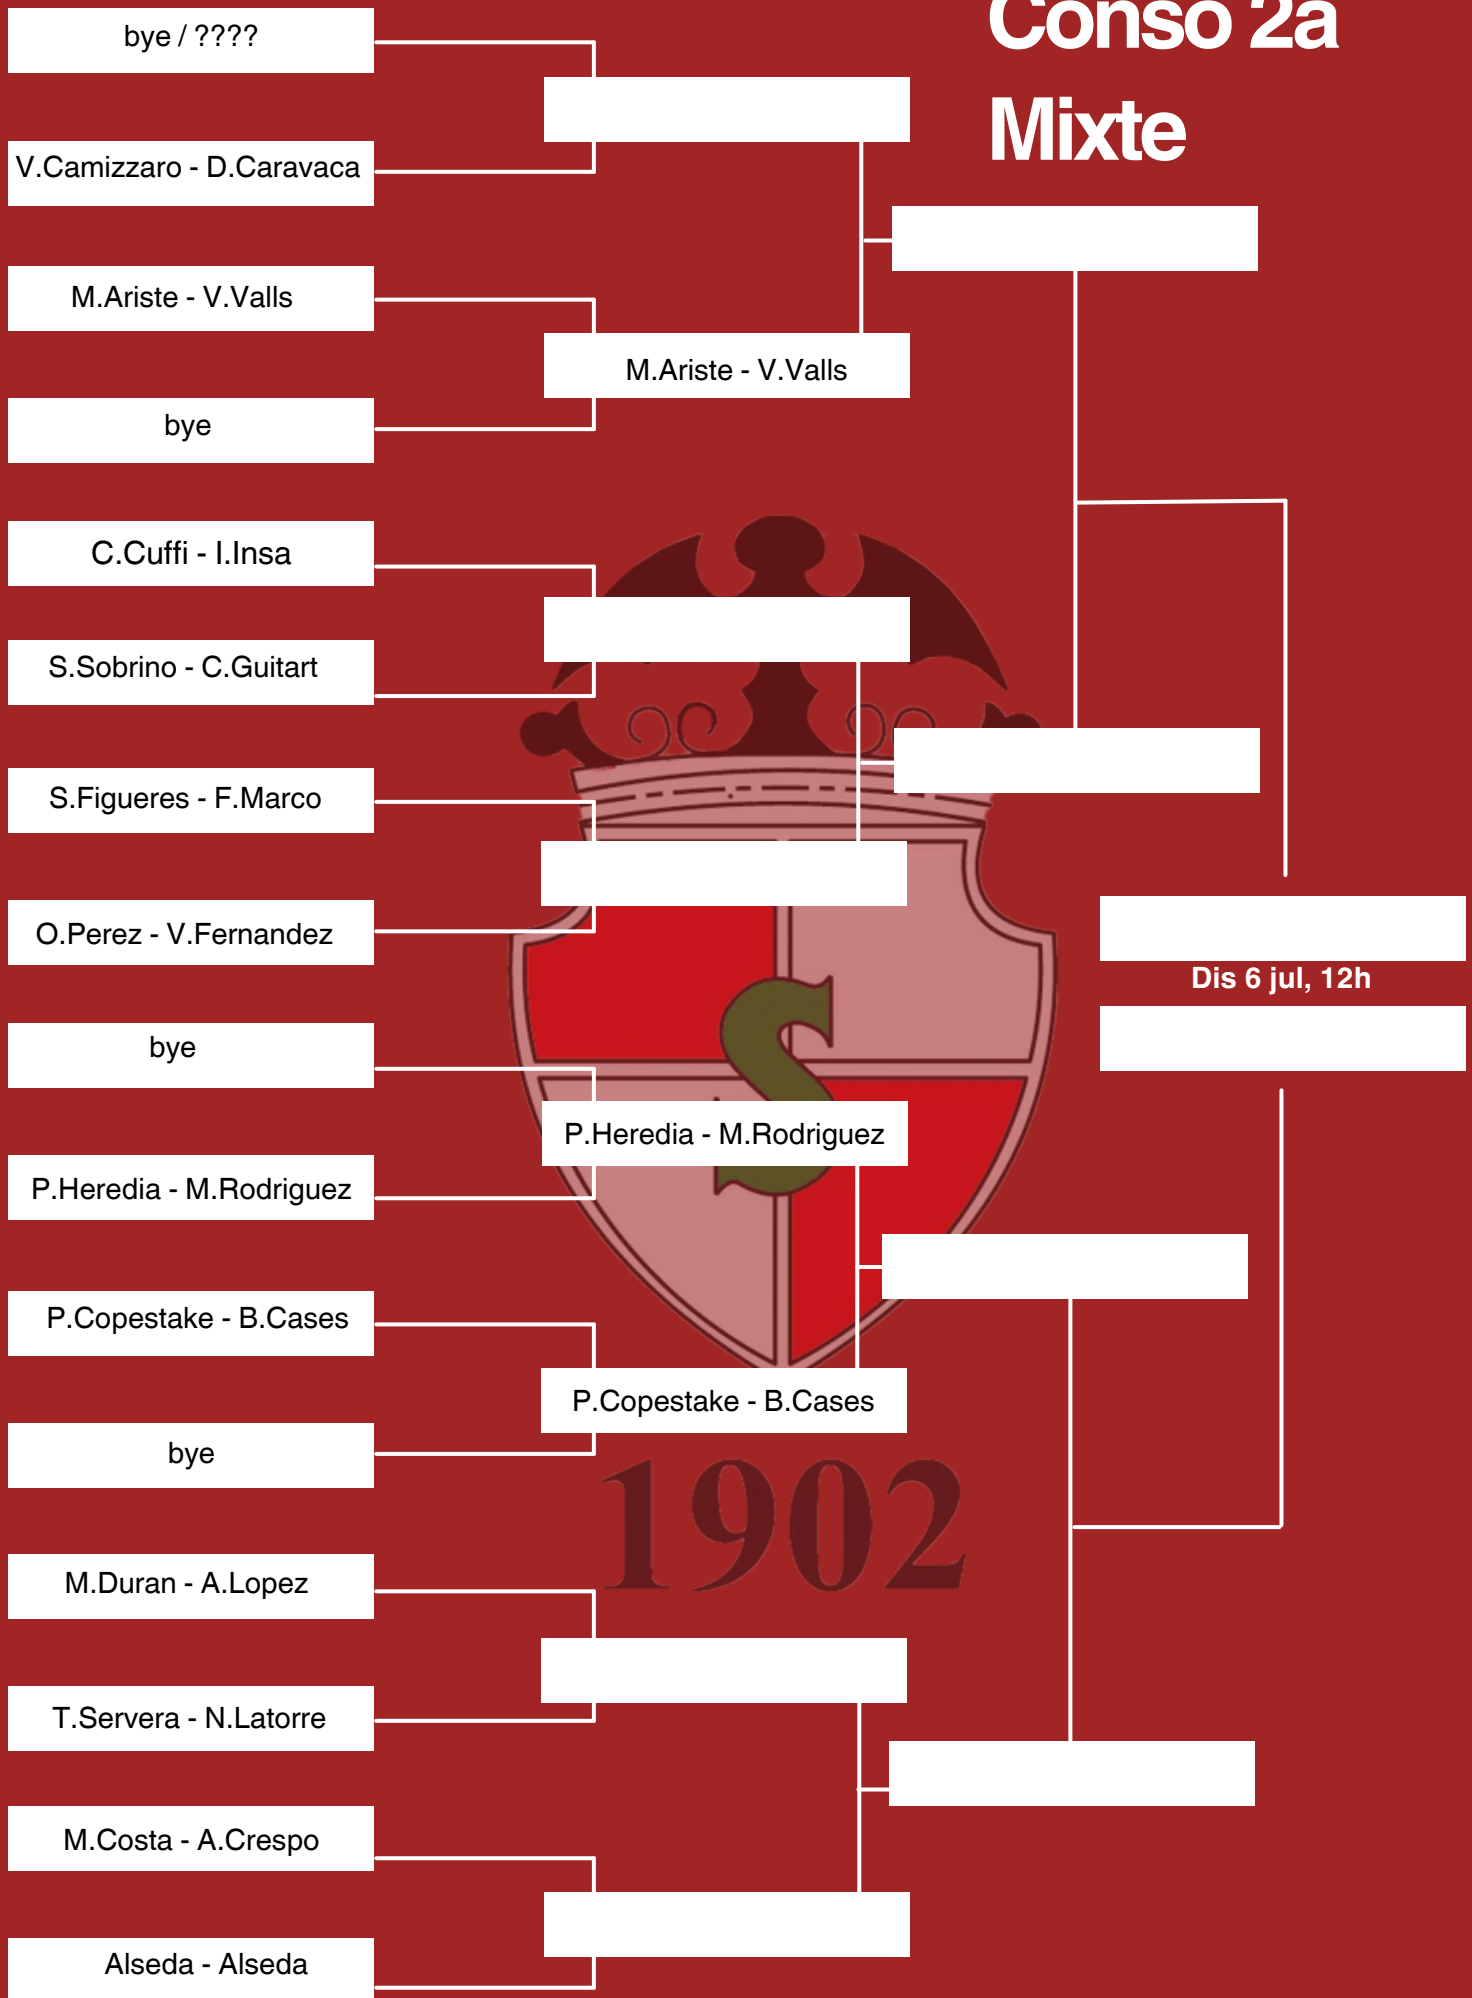 Conso 2a
Mixte
bye / ????
V.Camizzaro - D.Caravaca
M.Ariste - V.Valls
M.Ariste - V.Valls
bye
C.Cuffi - I.Insa
S.Sobrino - C.Guitart
S.Figueres - F.Marco
O.Perez - V.Fernandez
Dis 6 jul, 12h
bye
S
P.Heredia - M.Rodriguez
P.Heredia - M.Rodriguez
P.Copestake - B.Cases
P.Copestake - B.Cases
bye
1902
M.Duran - A.Lopez
T.Servera - N.Latorre
M.Costa - A.Crespo
Alseda - Alseda